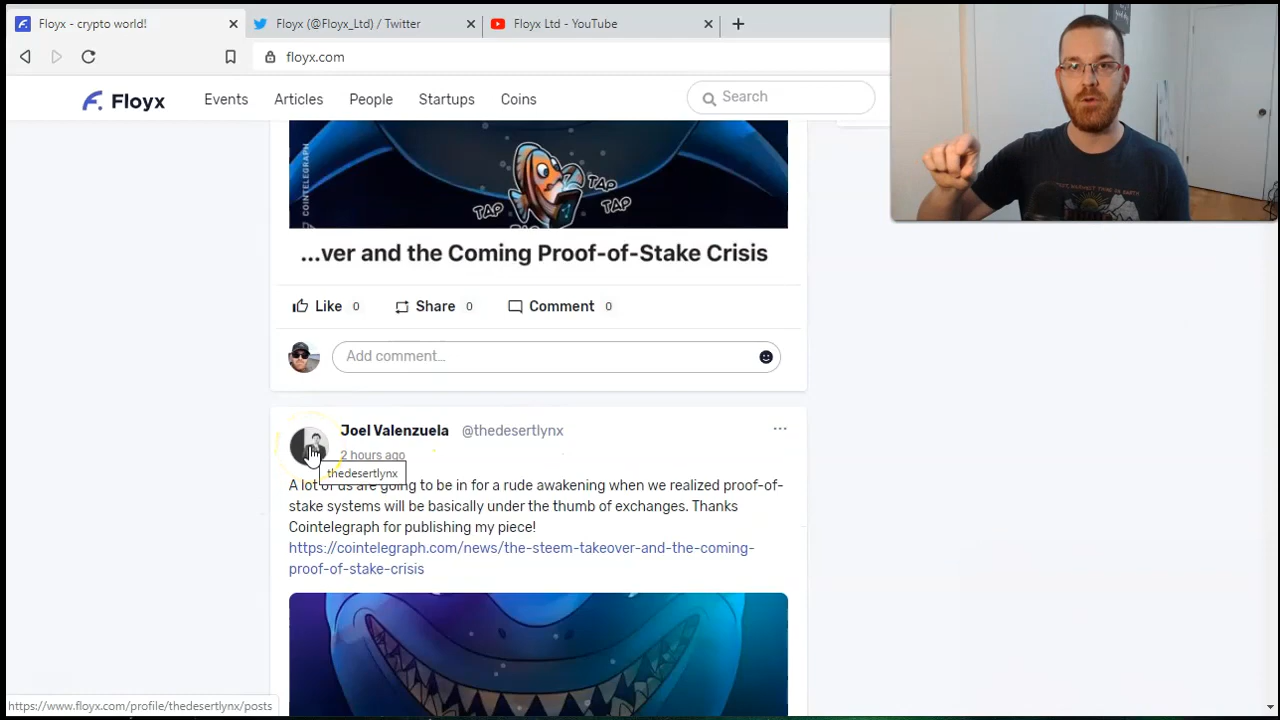 Floyx - crypto world!
Floyx (@Floyx_Ltd) / Twitter
Floyx Ltd - YouTube
floyx.com
Floyx
Events
Articles
People
Startups
Coins
Search
COINTELEGRAPH
TAP
TAP
TAP
TAP
...ver and the Coming Proof-of-Stake Crisis
Like 0
Share 0
Comment 0
Add comment...
Joel Valenzuela @thedesertlynx
2 hours ago
thedesertlynx
A lot of us are going to be in for a rude awakening when we realized proof-of-
stake systems will be basically under the thumb of exchanges. Thanks
Cointelegraph for publishing my piece!
https://cointelegraph.com/news/the-steem-takeover-and-the-coming-
proof-of-stake-crisis
https://www.floyx.com/profile/thedesertlynx/posts